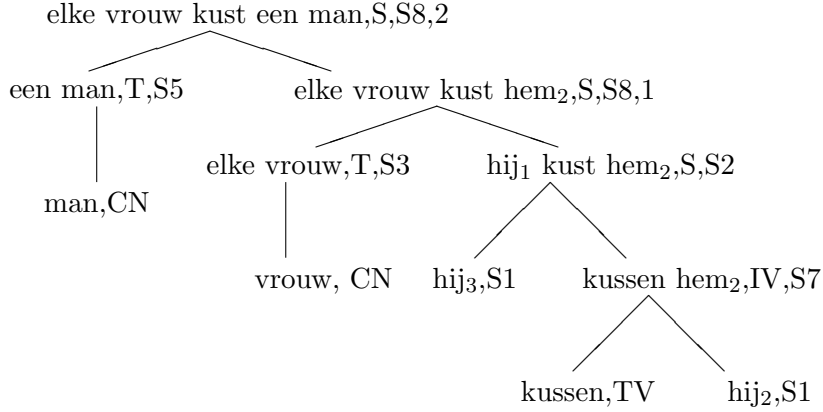 elke vrouw kust een man,S,S8,2
een man,T,S5 elke vrouw kust hem₂,S,S8,1
elke vrouw,T,S3 hij₁ kust hem₂,S,S2
man,CN
vrouw, CN hij₃,S1 kussen hem₂,IV,S7
kussen,TV hij₂,S1